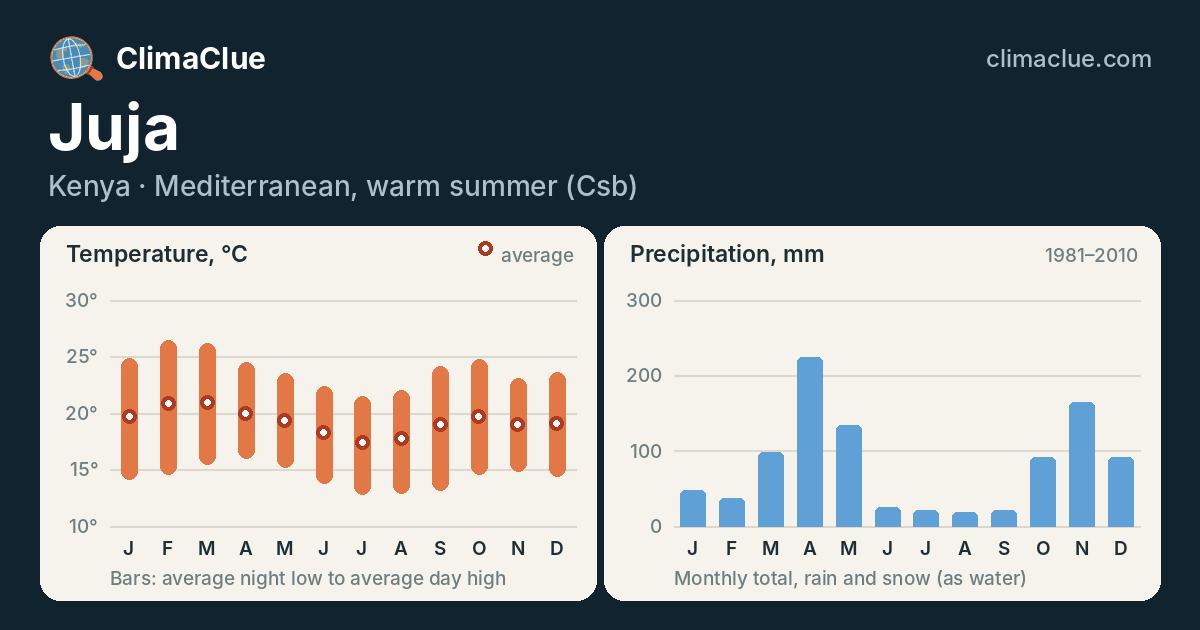 ClimaClue
climaclue.com
Juja
Kenya · Mediterranean, warm summer (Csb)
Temperature, °C
average
30°
25°
20°
15°
10°
J F M A M J J A S O N D
Bars: average night low to average day high
Precipitation, mm
1981–2010
300
200
100
0
J F M A M J J A S O N D
Monthly total, rain and snow (as water)